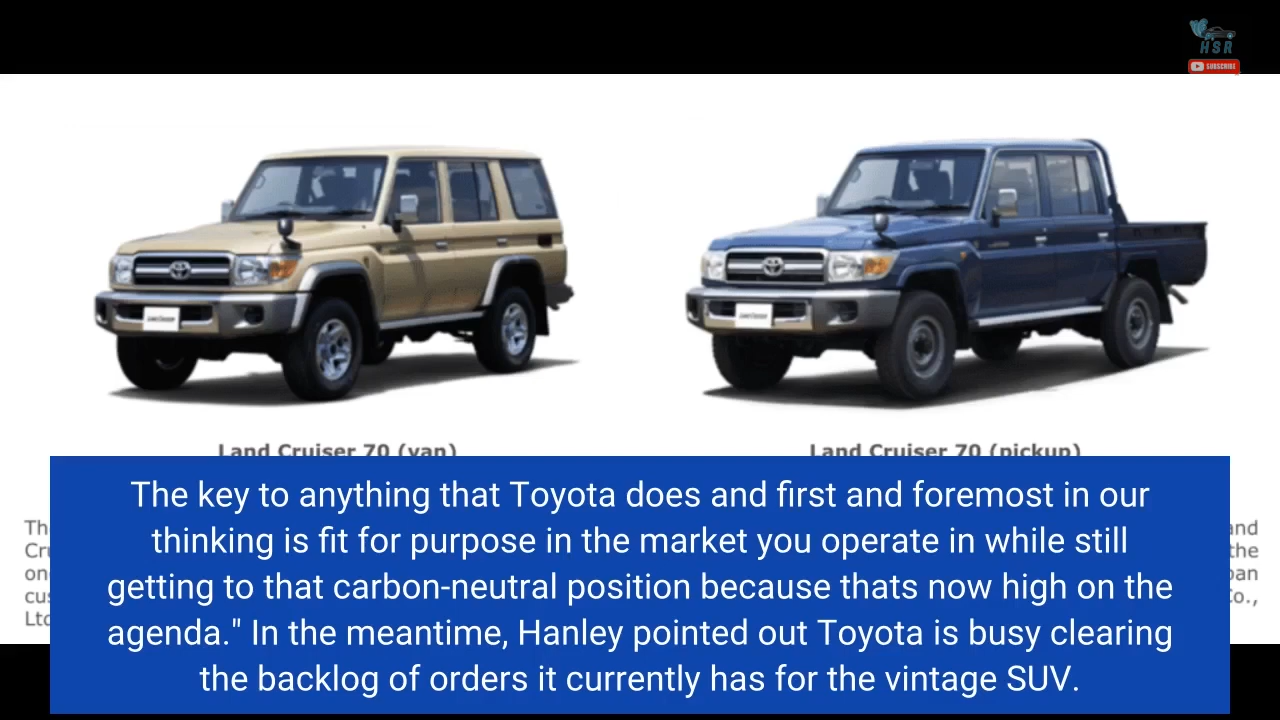 HSR
SUBSCRIBE
Land Cruiser 70 (van)
Land Cruiser 70 (pickup)
The key to anything that Toyota does and first and foremost in our
thinking is fit for purpose in the market you operate in while still
getting to that carbon-neutral position because thats now high on the
agenda." In the meantime, Hanley pointed out Toyota is busy clearing
the backlog of orders it currently has for the vintage SUV.